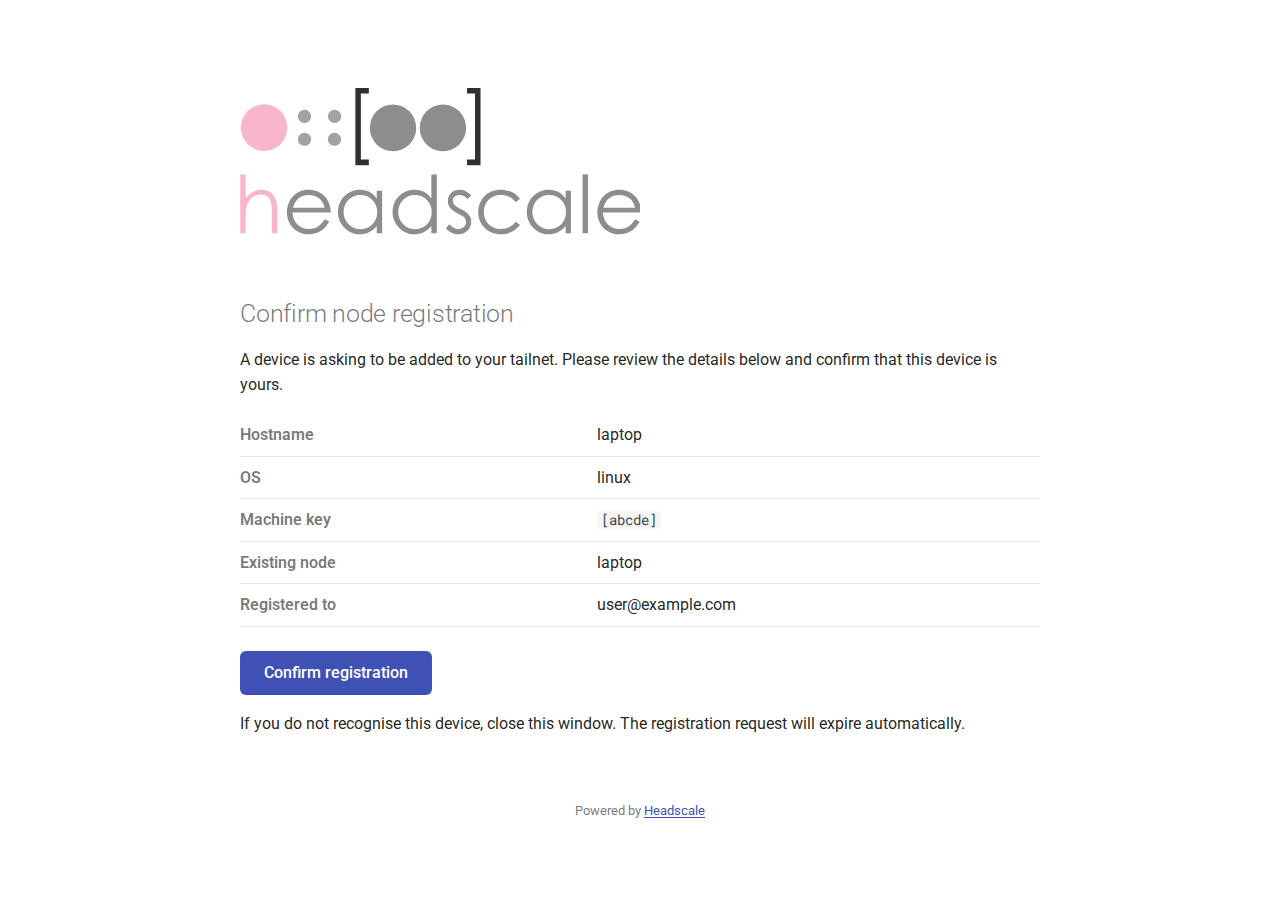 headscale
Confirm node registration
A device is asking to be added to your tailnet. Please review the details below and confirm that this device is
yours.
Hostname laptop
OS linux
Machine key [abcde]
Existing node laptop
Registered to user@example.com
Confirm registration
If you do not recognise this device, close this window. The registration request will expire automatically.
Powered by Headscale